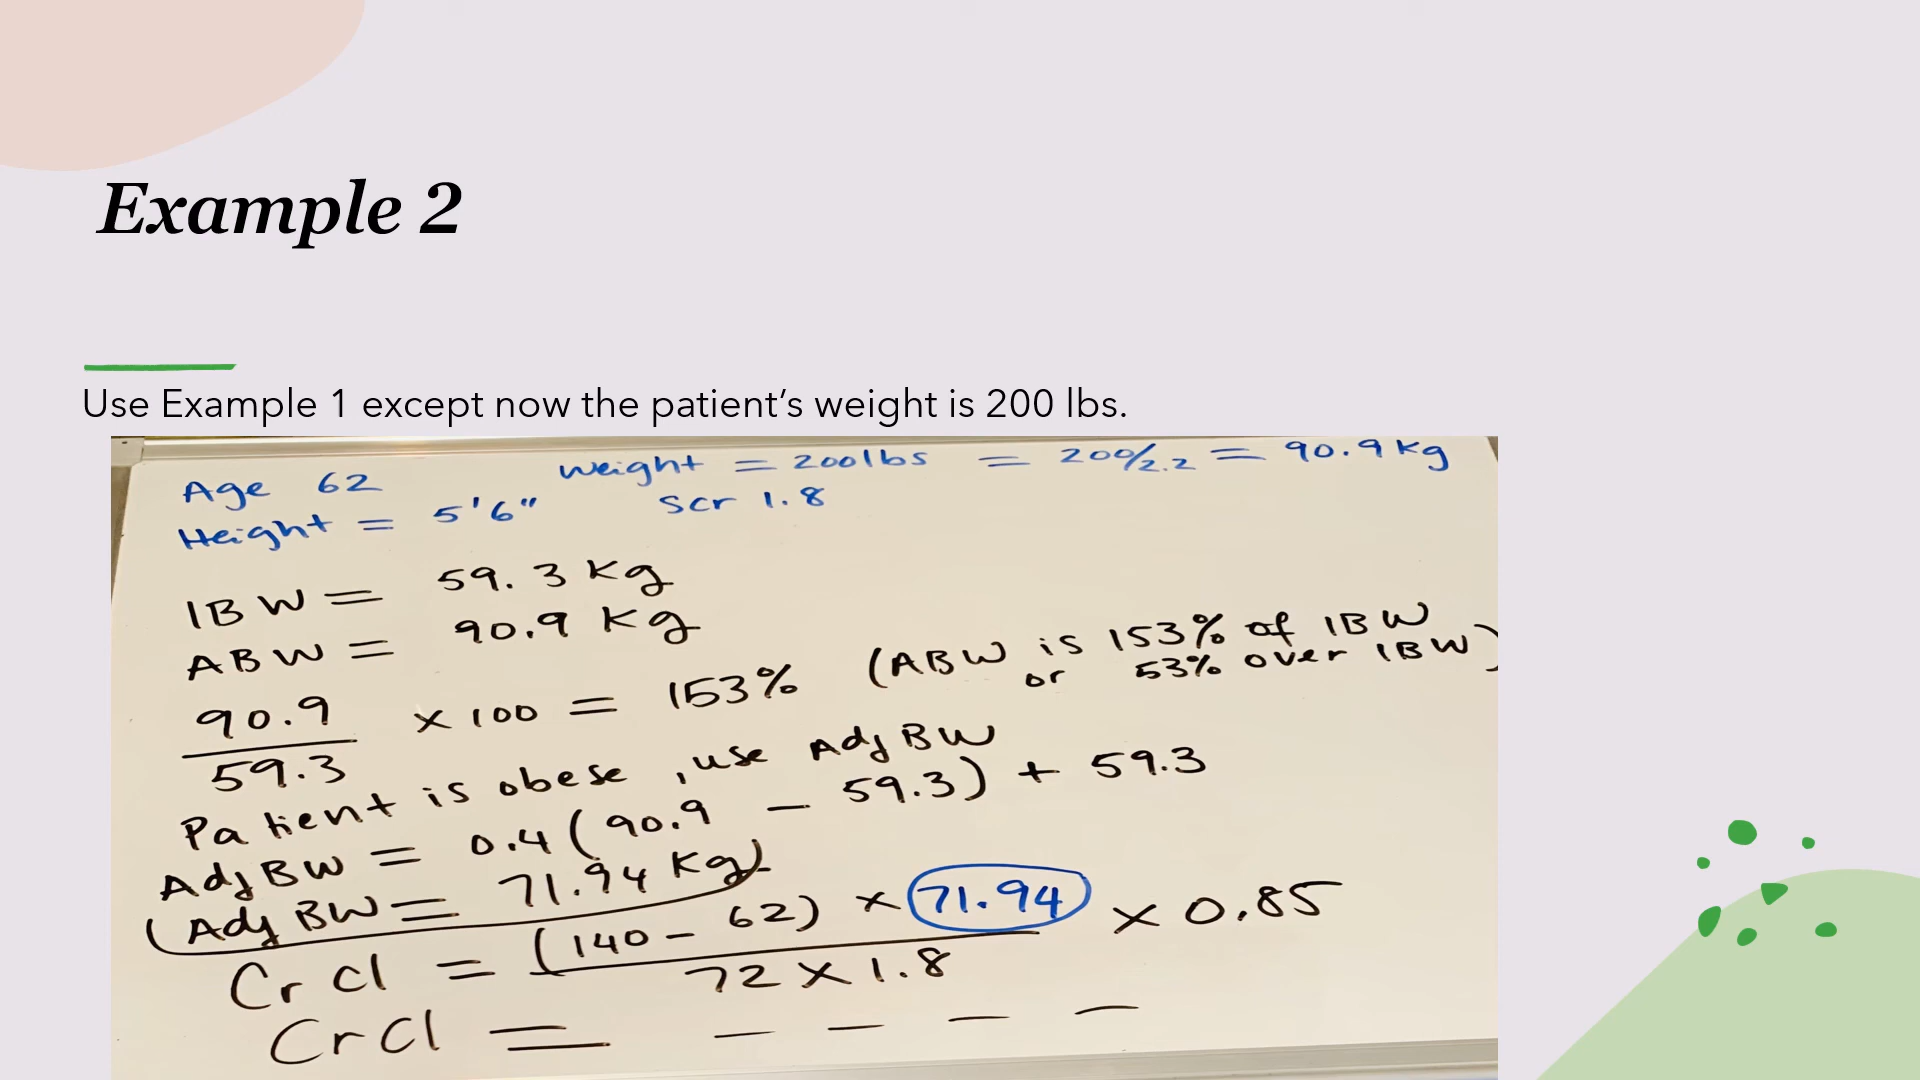 Example 2
Use Example 1 except now the patient’s weight is 200 lbs.
Age 62 Weight = 200lbs = 200/2.2 = 90.9 Kg
Height = 5'6" Scr 1.8
IBW = 59.3 Kg
ABW = 90.9 Kg
90.9 / 59.3 x 100 = 153% (ABW is 153% of IBW
or 53% over IBW)
Patient is obese, use AdjBW
AdjBW = 0.4(90.9 - 59.3) + 59.3
(AdjBW = 71.94 Kg)
CrCl = (140 - 62) x 71.94 / 72 x 1.8 x 0.85
CrCl = _ _ _ _